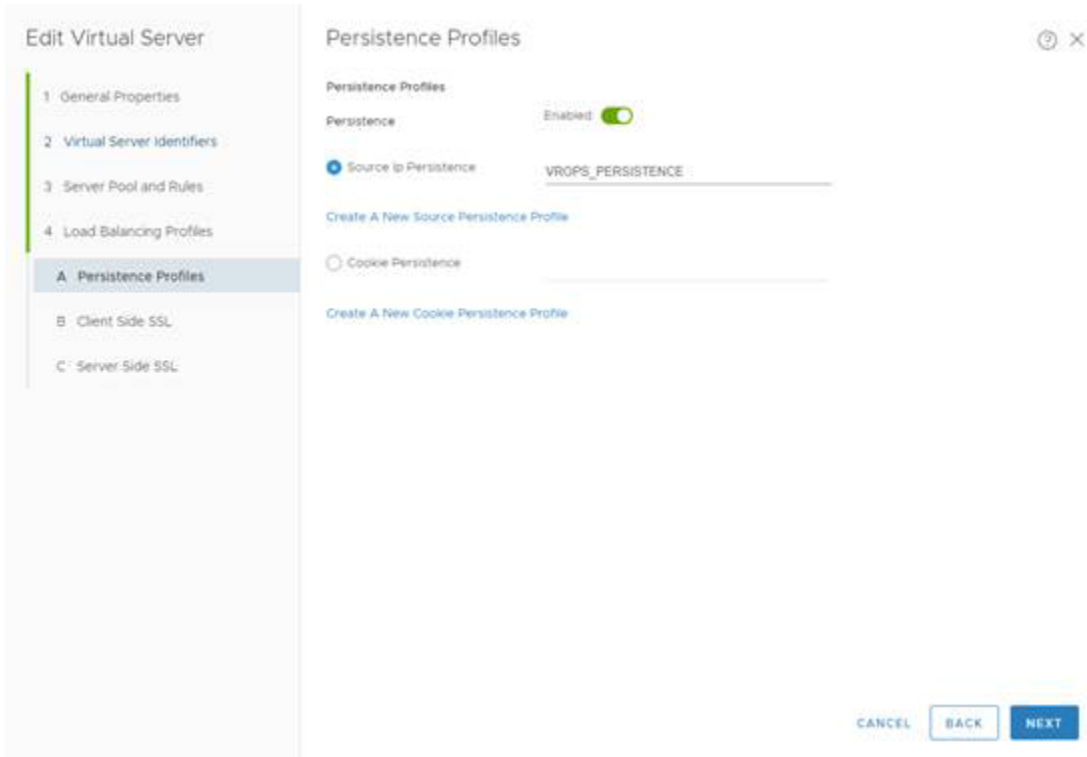 Edit Virtual Server
1 General Properties
2 Virtual Server Identifiers
3 Server Pool and Rules
4 Load Balancing Profiles
A Persistence Profiles
B Client Side SSL
C Server Side SSL
Persistence Profiles
Persistence Profiles
Persistence Enabled
Source Ip Persistence VROPS_PERSISTENCE
Create A New Source Persistence Profile
Cookie Persistence
Create A New Cookie Persistence Profile
CANCEL BACK NEXT